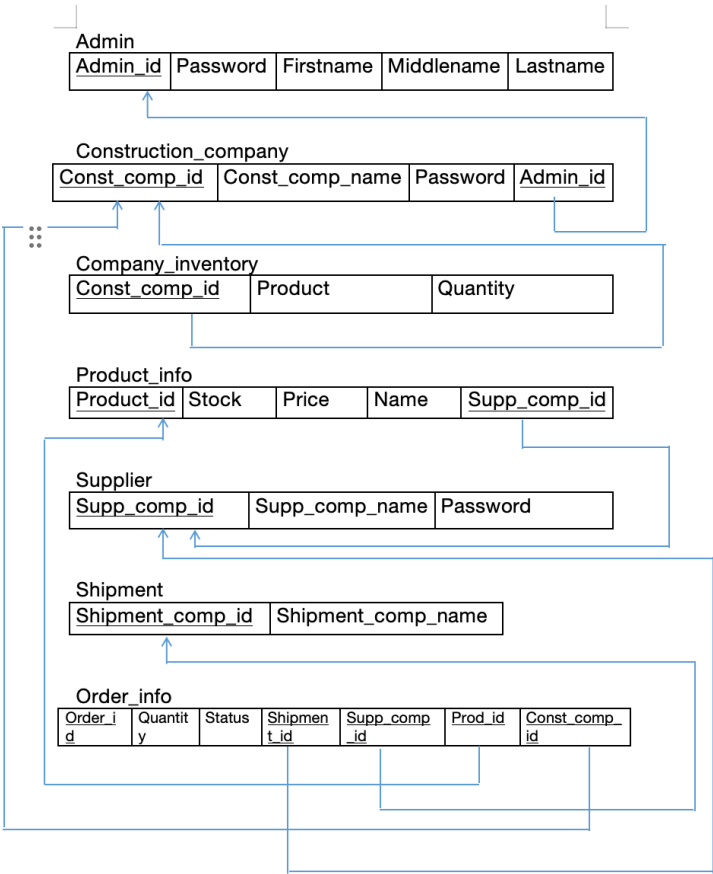 Admin
Admin_id Password Firstname Middlename Lastname
Construction_company
Const_comp_id Const_comp_name Password Admin_id
Company_inventory
Const_comp_id Product Quantity
Product_info
Product_id Stock Price Name Supp_comp_id
Supplier
Supp_comp_id Supp_comp_name Password
Shipment
Shipment_comp_id Shipment_comp_name
Order_info
Order_i Quantit Status Shipmen Supp_comp Prod_id Const_comp_
d y t_id _id id